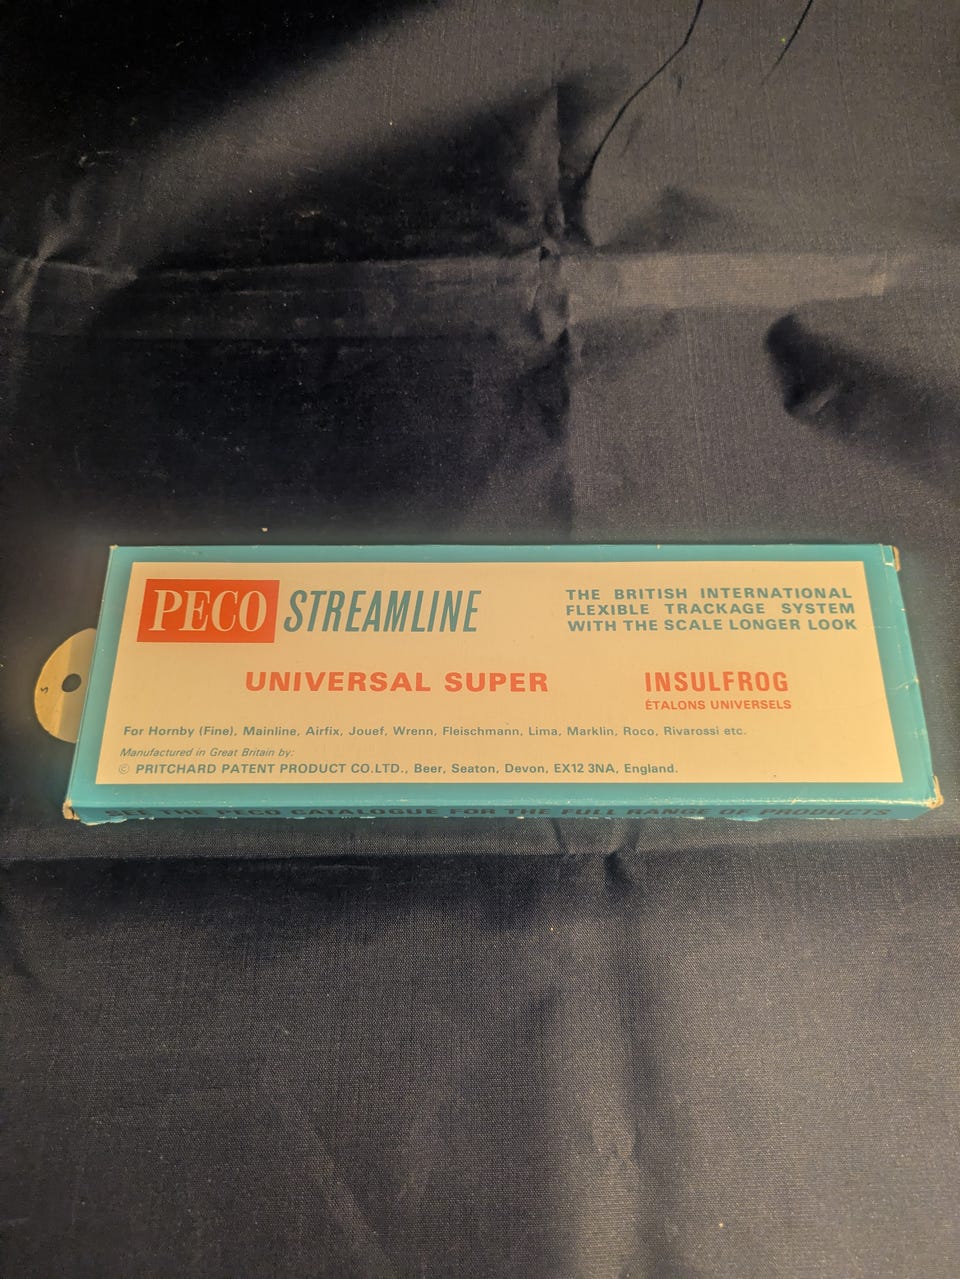 PECO STREAMLINE
THE BRITISH INTERNATIONAL
FLEXIBLE TRACKAGE SYSTEM
WITH THE SCALE LONGER LOOK
UNIVERSAL SUPER
INSULFROG
ÉTALONS UNIVERSELS
For Hornby (Fine), Mainline, Airfix, Jouef, Wrenn, Fleischmann, Lima, Marklin, Roco, Rivarossi etc.
Manufactured in Great Britain by:
© PRITCHARD PATENT PRODUCT CO.LTD., Beer, Seaton, Devon, EX12 3NA, England.
SEE THE PECO CATALOGUE FOR THE FULL RANGE OF PRODUCTS